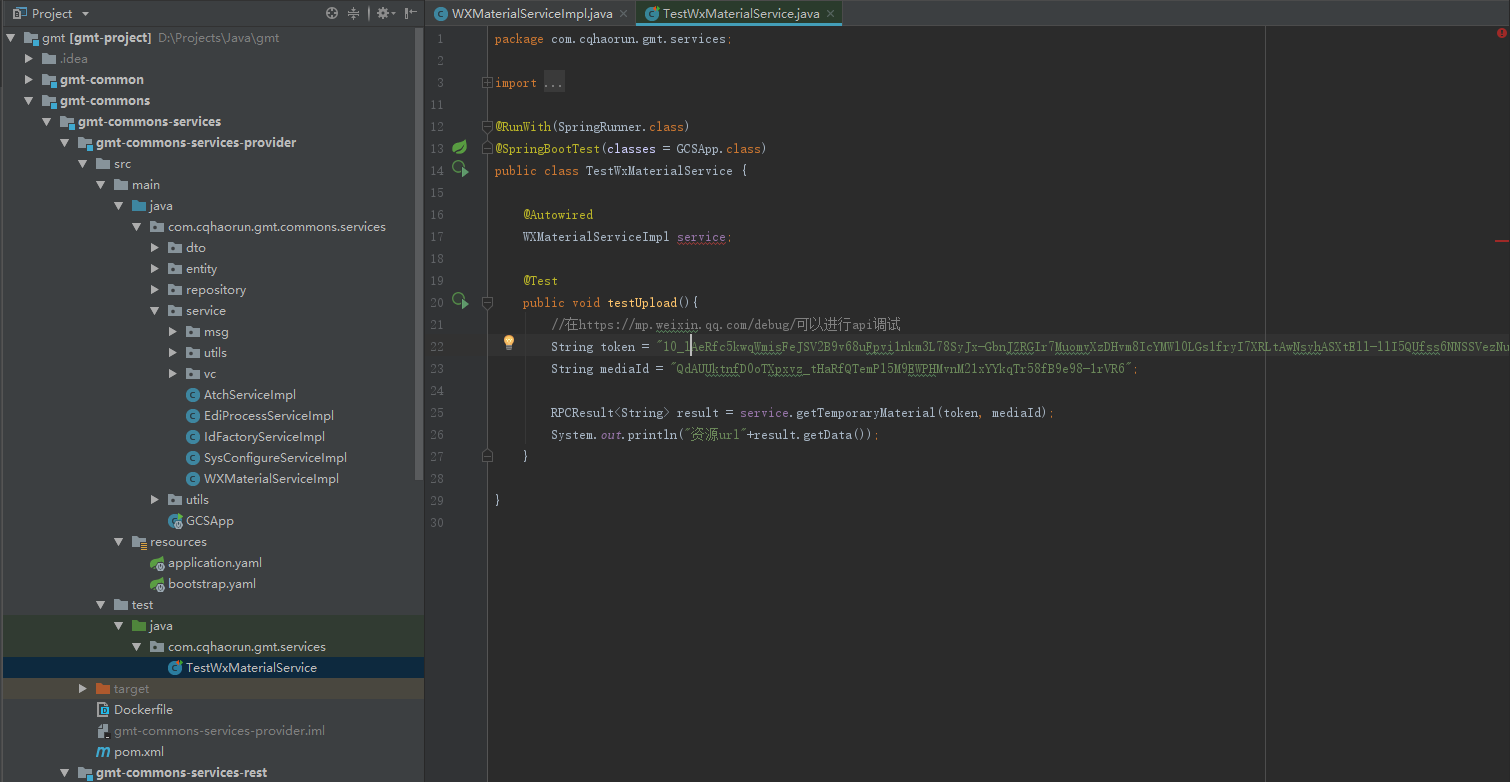 Project
WXMaterialServiceImpl.java
TestWxMaterialService.java
gmt [gmt-project] D:\Projects\Java\gmt
.idea
gmt-common
gmt-commons
gmt-commons-services
gmt-commons-services-provider
src
main
java
com.cqhaorun.gmt.commons.services
dto
entity
repository
service
msg
utils
vc
AtchServiceImpl
EdiProcessServiceImpl
IdFactoryServiceImpl
SysConfigureServiceImpl
WXMaterialServiceImpl
utils
GCSApp
resources
application.yaml
bootstrap.yaml
test
java
com.cqhaorun.gmt.services
TestWxMaterialService
target
Dockerfile
gmt-commons-services-provider.iml
pom.xml
gmt-commons-services-rest
1 package com.cqhaorun.gmt.services;
2
3 import ...
11
12 @RunWith(SpringRunner.class)
13 @SpringBootTest(classes = GCSApp.class)
14 public class TestWxMaterialService {
15
16 @Autowired
17 WXMaterialServiceImpl service;
18
19 @Test
20 public void testUpload(){
21 //在https://mp.weixin.qq.com/debug/可以进行api调试
22 String token = "
23 String mediaId = "
24
25 RPCResult<String> result = service.getTemporaryMaterial(token, mediaId);
26 System.out.println("资源url"+result.getData());
27 }
28
29 }
30